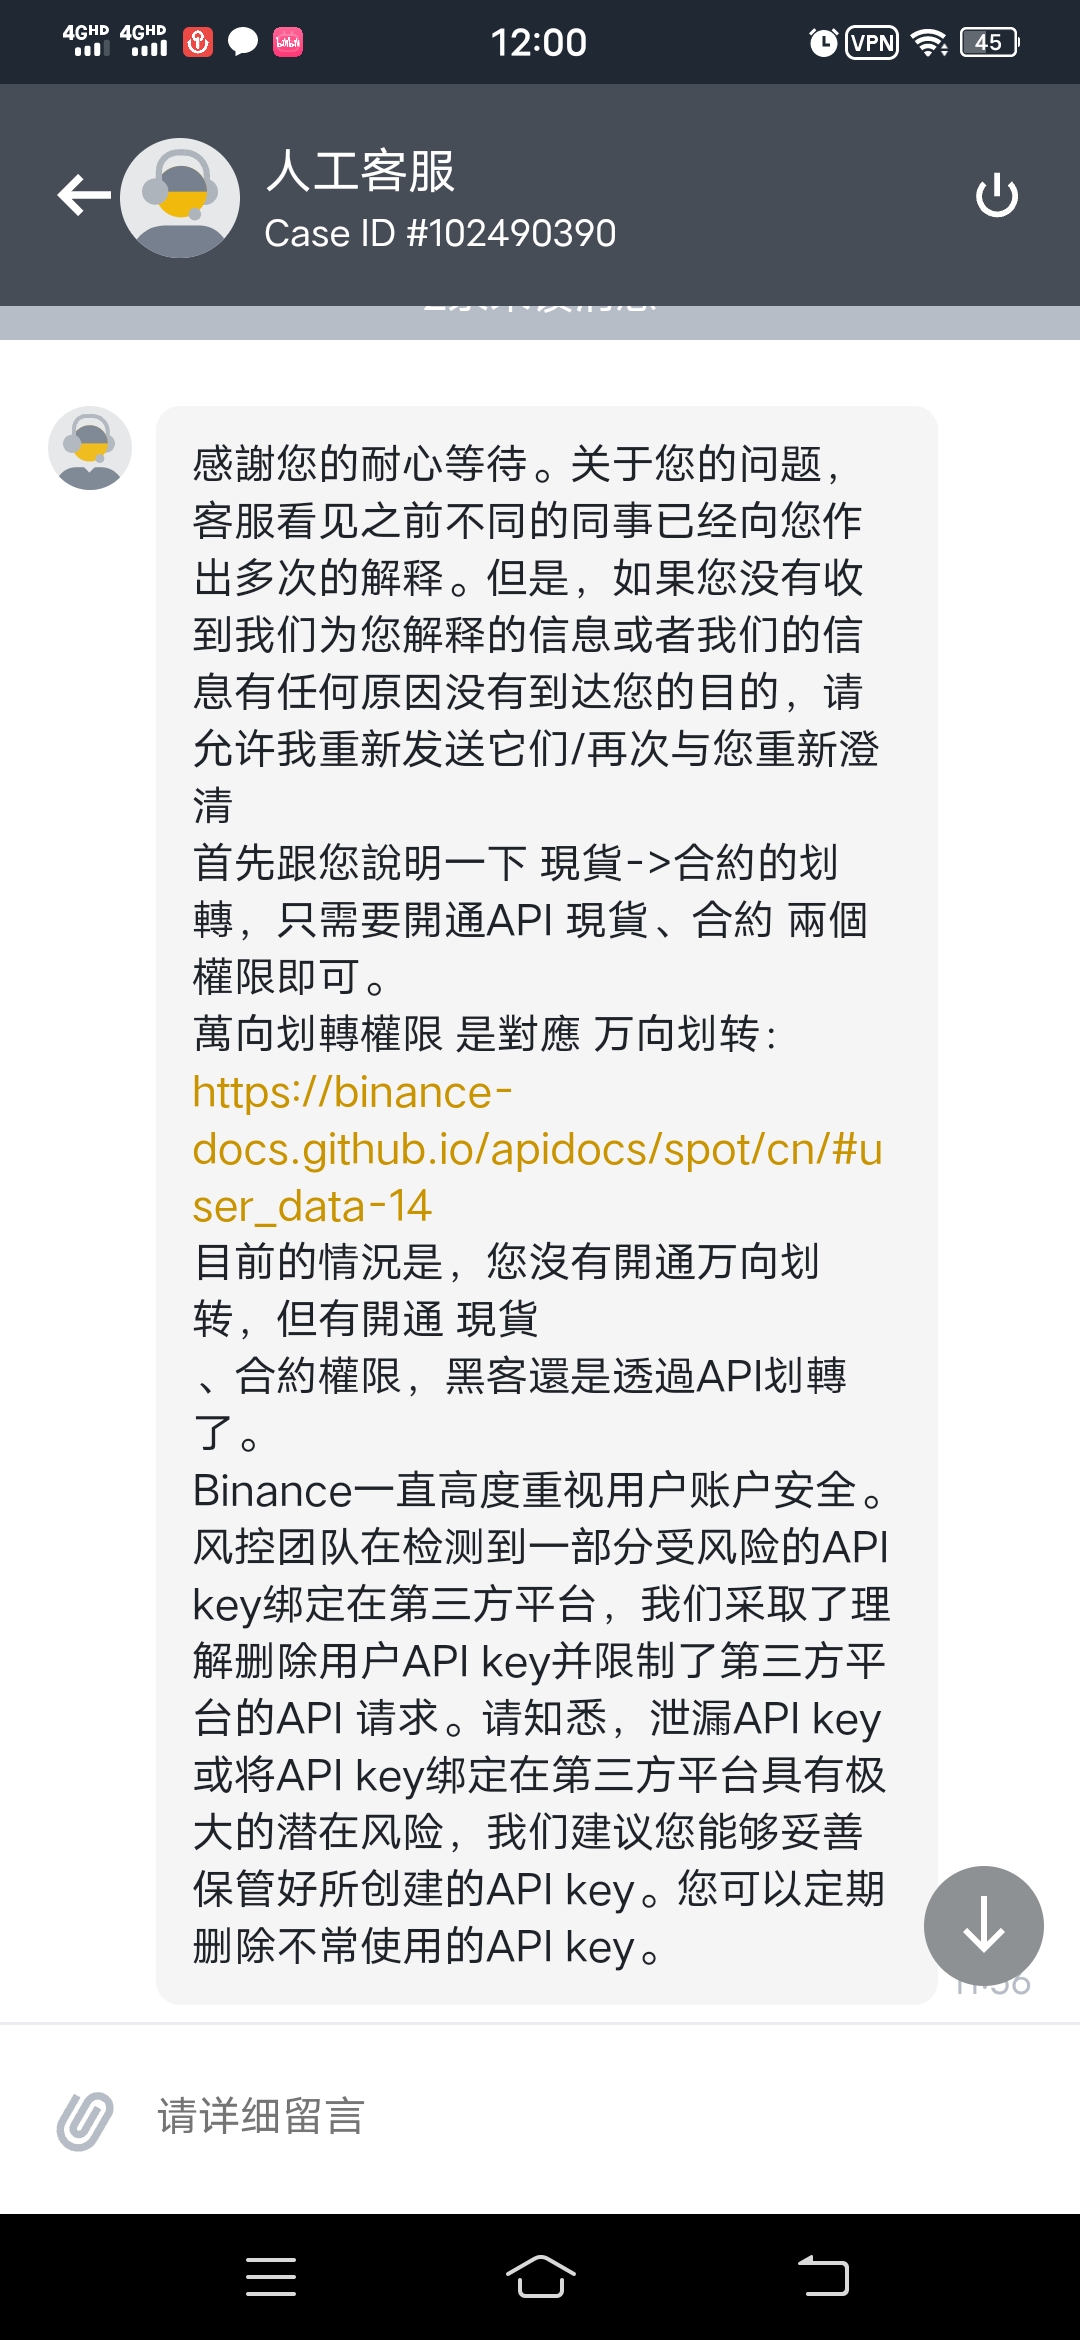 4GHD 4GHD 12:00 VPN 45
人工客服
Case ID #102490390
感謝您的耐心等待。关于您的问题，
客服看见之前不同的同事已经向您作
出多次的解释。但是，如果您没有收
到我们为您解释的信息或者我们的信
息有任何原因没有到达您的目的，请
允许我重新发送它们/再次与您重新澄
清
首先跟您說明一下 現貨->合約的划
轉，只需要開通API 現貨、合約 兩個
權限即可。
萬向划轉權限 是對應 万向划转：
https://binance-
docs.github.io/apidocs/spot/cn/#u
ser_data-14
目前的情況是，您沒有開通万向划
转，但有開通 現貨
、合約權限，黑客還是透過API划轉
了。
Binance一直高度重视用户账户安全。
风控团队在检测到一部分受风险的API
key绑定在第三方平台，我们采取了理
解删除用户API key并限制了第三方平
台的API 请求。请知悉，泄漏API key
或将API key绑定在第三方平台具有极
大的潜在风险，我们建议您能够妥善
保管好所创建的API key。您可以定期
删除不常使用的API key。
请详细留言